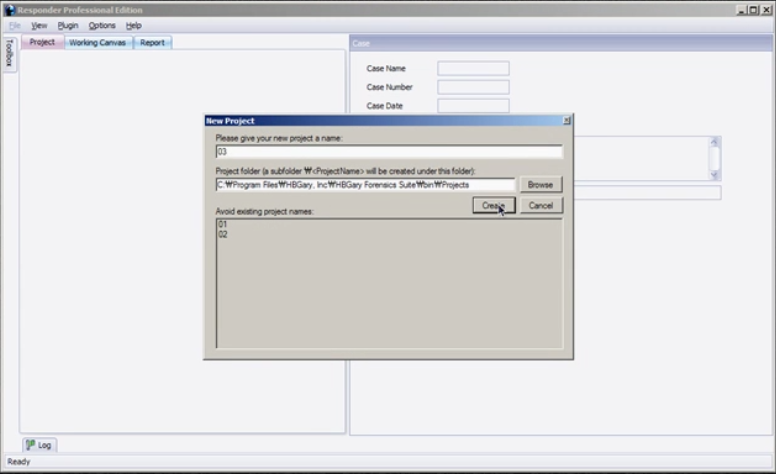 Responder Professional Edition
File View Plugin Options Help
Toolbox
Project Working Canvas Report
Case
Case Name
Case Number
Case Date
New Project
Please give your new project a name:
03
Project folder (a subfolder ₩<ProjectName> will be created under this folder):
C:₩Program Files₩HBGary, Inc₩HBGary Forensics Suite₩bin₩Projects
Browse
Create
Cancel
Avoid existing project names:
01
02
Log
Ready